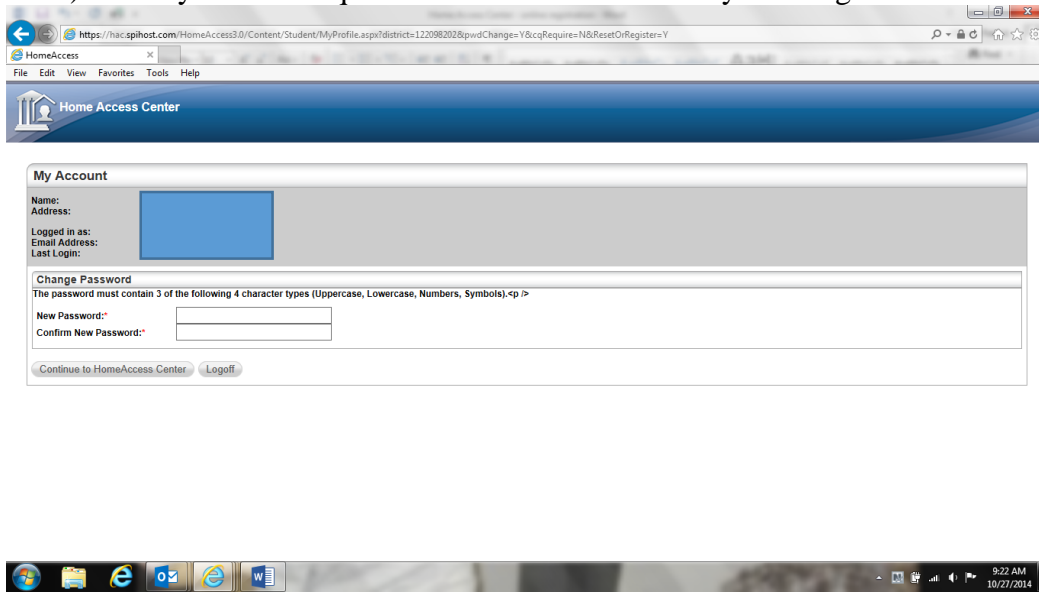 https://hac.spihost.com/HomeAccess3.0/Content/Student/MyProfile.aspx?district=122098202&pwdChange=Y&cqRequire=N&ResetOrRegister=Y
HomeAccess
File Edit View Favorites Tools Help
Home Access Center
My Account
Name:
Address:
Logged in as:
Email Address:
Last Login:
Change Password
The password must contain 3 of the following 4 character types (Uppercase, Lowercase, Numbers, Symbols).<p />
New Password:*
Confirm New Password:*
Continue to HomeAccess Center Logoff
9:22 AM
10/27/2014